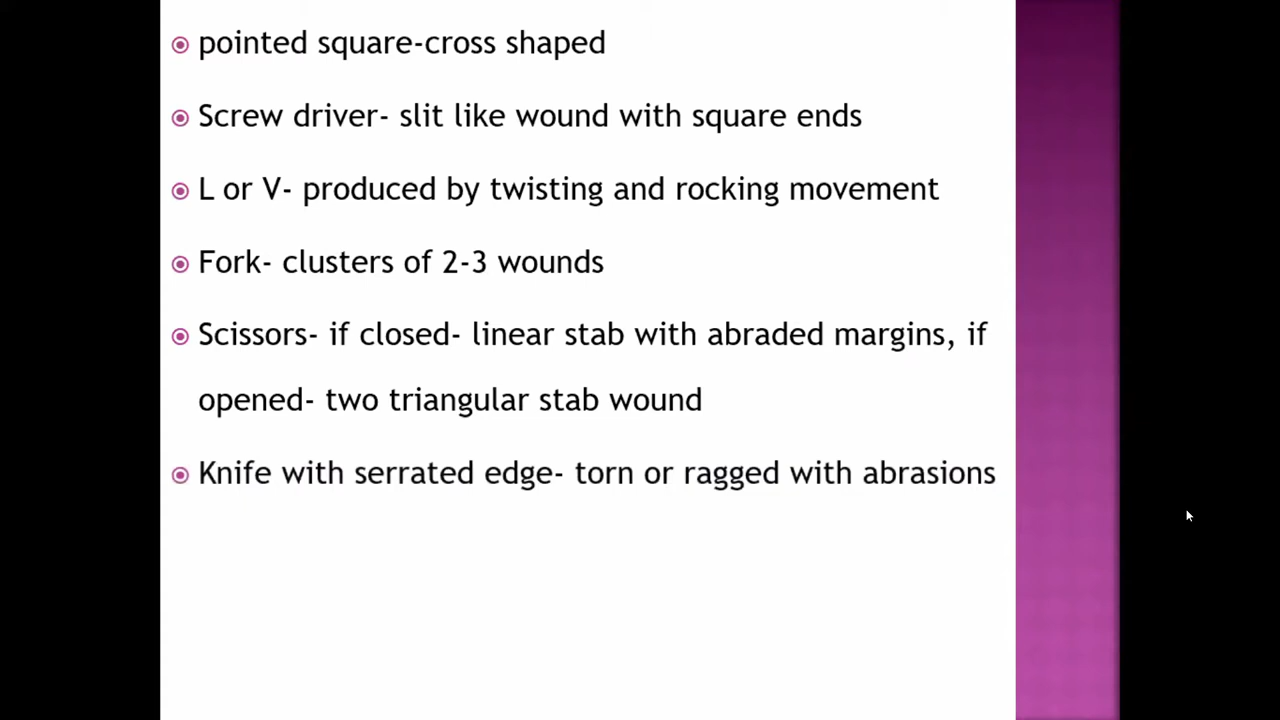 pointed square-cross shaped
Screw driver- slit like wound with square ends
L or V- produced by twisting and rocking movement
Fork- clusters of 2-3 wounds
Scissors- if closed- linear stab with abraded margins, if
opened- two triangular stab wound
Knife with serrated edge- torn or ragged with abrasions